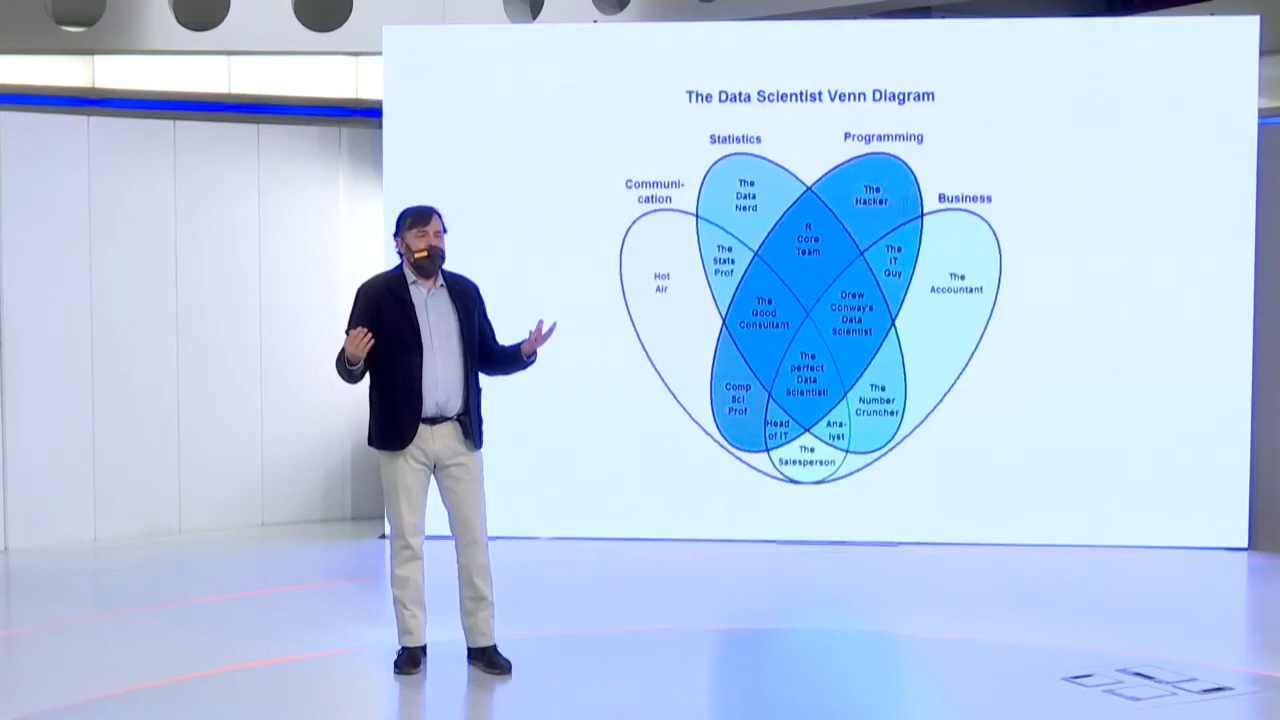 The Data Scientist Venn Diagram
Statistics
Programming
Communi-
cation
Business
The
Data
Nerd
The
Hacker
R
Core
Team
The
Stats
Prof
The
IT
Guy
Hot
Air
The
Accountant
The
Good
Consultant
Drew
Conway's
Data
Scientist
The
perfect
Data
Scientist!
Comp
Sci
Prof
The
Number
Cruncher
Head
of IT
Ana-
lyst
The
Salesperson